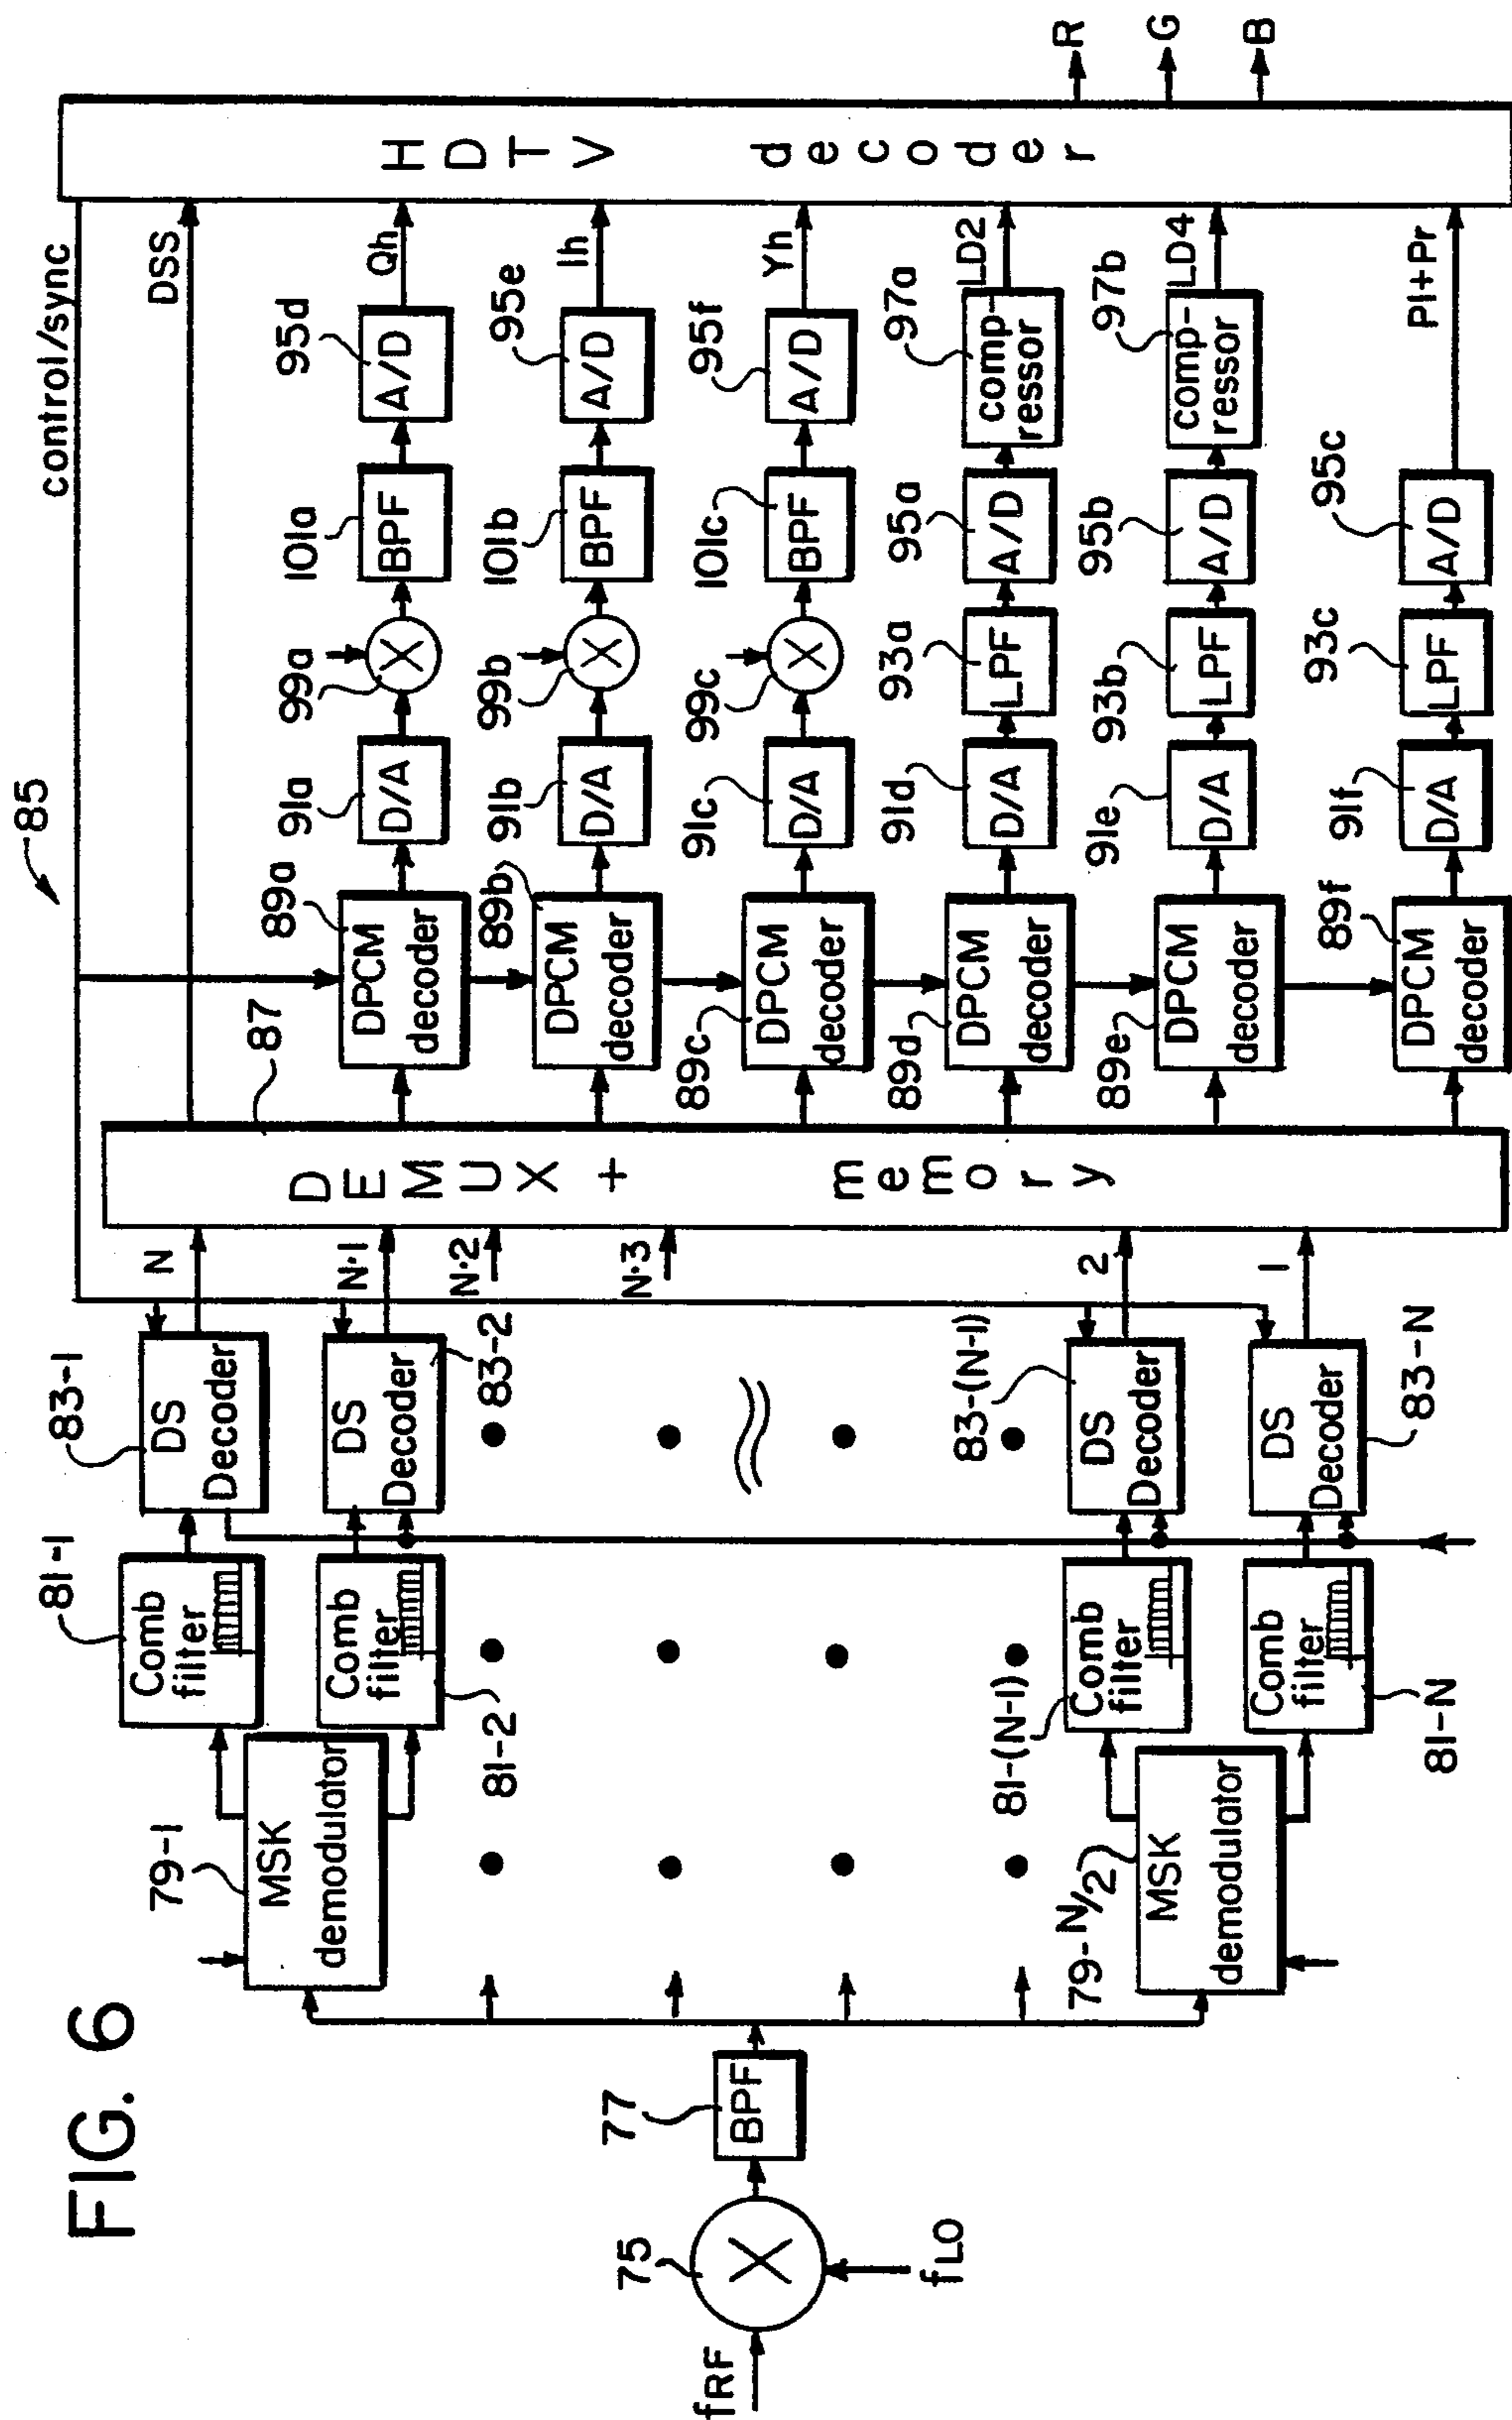 FIG. 6
85
fRF
75
fLO
77
BPF
79-1
MSK
demodulator
79-N/2
MSK
demodulator
81-1
Comb
filter
81-2
Comb
filter
81-(N-1)
Comb
filter
81-N
Comb
filter
83-1
DS
Decoder
83-2
DS
Decoder
83-(N-1)
DS
Decoder
83-N
DS
Decoder
N
N-1
N-2
N-3
2
1
87
DEMUX + memory
control/sync
DSS
89a
DPCM
decoder
91a
D/A
99a
X
101a
BPF
95d
A/D
Qh
89b
DPCM
decoder
91b
D/A
99b
X
101b
BPF
95e
A/D
Ih
89c
DPCM
decoder
91c
D/A
99c
X
101c
BPF
95f
A/D
Yh
89d
DPCM
decoder
91d
D/A
93a
LPF
95a
A/D
97a
comp-
ressor
LD2
89e
DPCM
decoder
91e
D/A
93b
LPF
95b
A/D
97b
comp-
ressor
LD4
89f
DPCM
decoder
91f
D/A
93c
LPF
95c
A/D
Pl+Pr
HDTV decoder
R
G
B